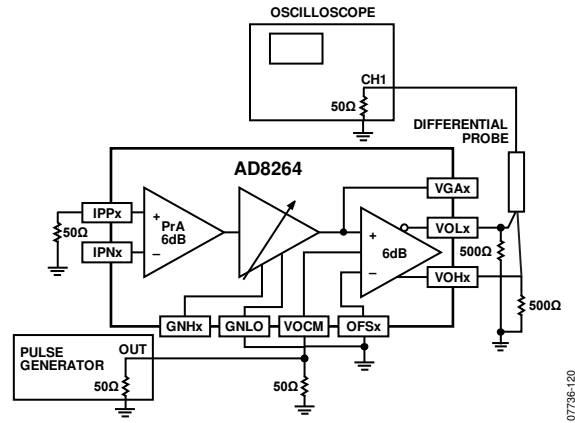 OSCILLOSCOPE
CH1
50Ω
DIFFERENTIAL
PROBE
AD8264
IPPx
+
PrA
6dB
–
50Ω
IPNx
VGAx
VOLx
+
6dB
–
500Ω
VOHx
500Ω
GNHx
GNLO
VOCM
OFSx
PULSE
GENERATOR
OUT
50Ω
50Ω
07736-120